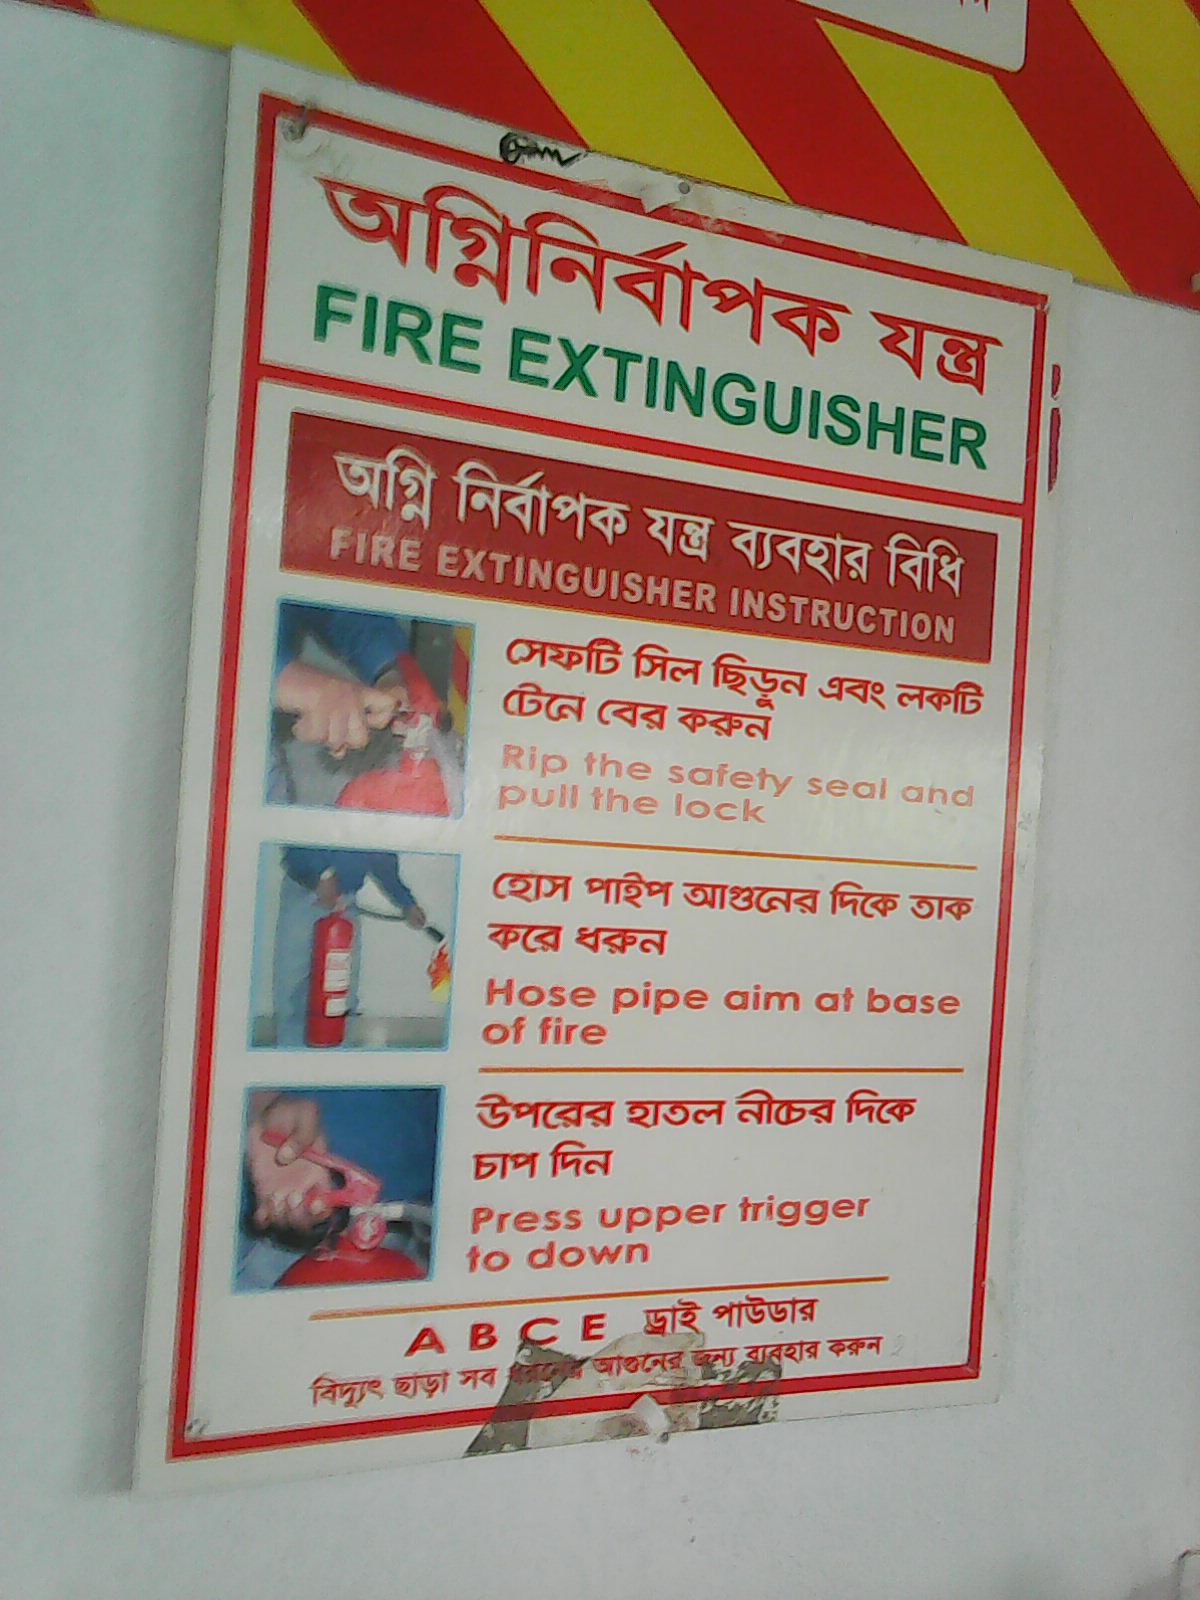 অগ্নিনির্বাপক যন্ত্র
FIRE EXTINGUISHER
অগ্নি নির্বাপক যন্ত্র ব্যবহার বিধি
FIRE EXTINGUISHER INSTRUCTION
সেফটি সিল ছিড়ুন এবং লকটি
টেনে বের করুন
Rip the safety seal and
pull the lock
হোস পাইপ আগুনের দিকে তাক
করে ধরুন
Hose pipe aim at base
of fire
উপরের হাতল নীচের দিকে
চাপ দিন
Press upper trigger
to down
A B C E ড্রাই পাউডার
বিদ্যুৎ ছাড়া সব ধরনের আগুনের জন্য ব্যবহার করুন